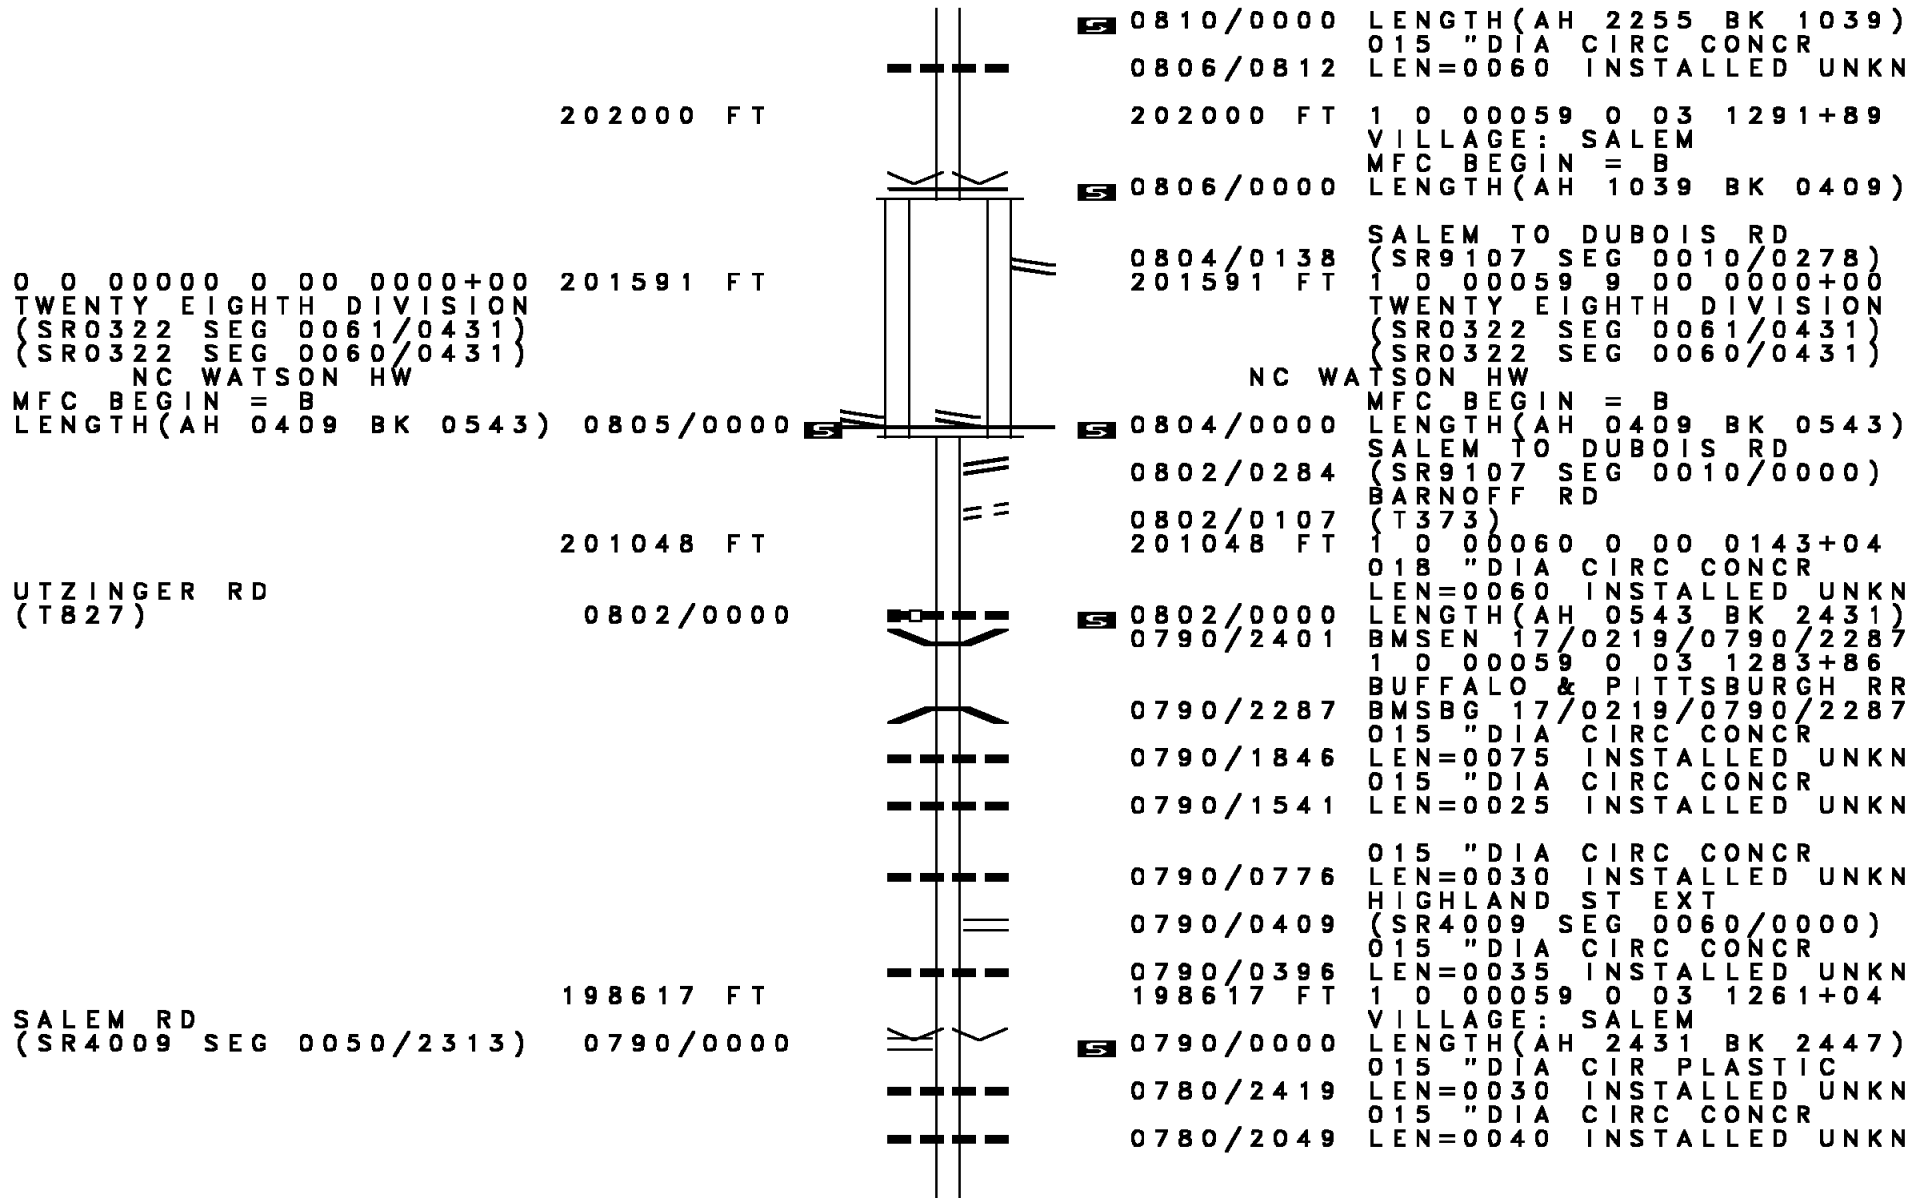 S 0810/0000 LENGTH(AH 2255 BK 1039)
015 "DIA CIRC CONCR
0806/0812 LEN=0060 INSTALLED UNKN
202000 FT 202000 FT 1 0 00059 0 03 1291+89
VILLAGE: SALEM
MFC BEGIN = B
S 0806/0000 LENGTH(AH 1039 BK 0409)
SALEM TO DUBOIS RD
0804/0138 (SR9107 SEG 0010/0278)
0 0 00000 0 00 0000+00 201591 FT 201591 FT 1 0 00059 9 00 0000+00
TWENTY EIGHTH DIVISION TWENTY EIGHTH DIVISION
(SR0322 SEG 0061/0431) (SR0322 SEG 0061/0431)
(SR0322 SEG 0060/0431) (SR0322 SEG 0060/0431)
NC WATSON HW NC WATSON HW
MFC BEGIN = B MFC BEGIN = B
LENGTH(AH 0409 BK 0543) 0805/0000 S S 0804/0000 LENGTH(AH 0409 BK 0543)
SALEM TO DUBOIS RD
0802/0284 (SR9107 SEG 0010/0000)
BARNOFF RD
0802/0107 (T373)
201048 FT 201048 FT 1 0 00060 0 00 0143+04
018 "DIA CIRC CONCR
UTZINGER RD LEN=0060 INSTALLED UNKN
(T827) 0802/0000 S 0802/0000 LENGTH(AH 0543 BK 2431)
0790/2401 BMSEN 17/0219/0790/2287
1 0 00059 0 03 1283+86
BUFFALO & PITTSBURGH RR
0790/2287 BMSBG 17/0219/0790/2287
015 "DIA CIRC CONCR
0790/1846 LEN=0075 INSTALLED UNKN
015 "DIA CIRC CONCR
0790/1541 LEN=0025 INSTALLED UNKN
015 "DIA CIRC CONCR
0790/0776 LEN=0030 INSTALLED UNKN
HIGHLAND ST EXT
0790/0409 (SR4009 SEG 0060/0000)
015 "DIA CIRC CONCR
0790/0396 LEN=0035 INSTALLED UNKN
198617 FT 198617 FT 1 0 00059 0 03 1261+04
SALEM RD VILLAGE: SALEM
(SR4009 SEG 0050/2313) 0790/0000 S 0790/0000 LENGTH(AH 2431 BK 2447)
015 "DIA CIR PLASTIC
0780/2419 LEN=0030 INSTALLED UNKN
015 "DIA CIRC CONCR
0780/2049 LEN=0040 INSTALLED UNKN